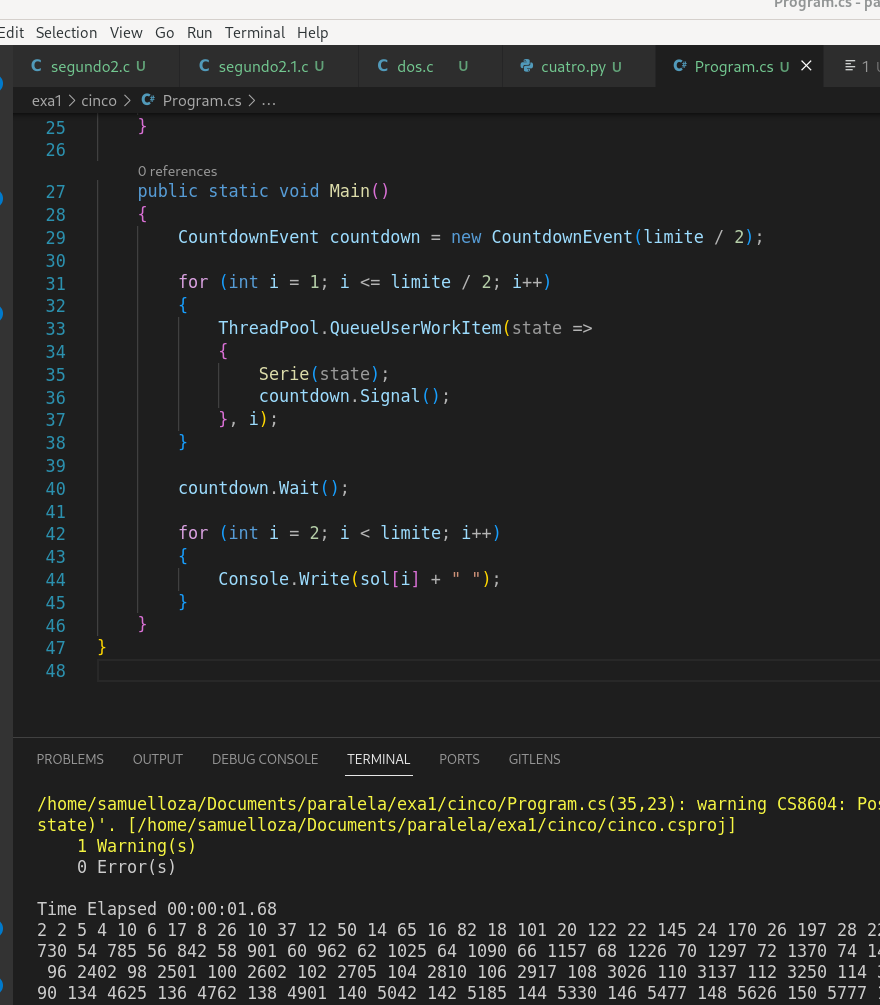 Program.cs - pa
Edit Selection View Go Run Terminal Help
C segundo2.c U C segundo2.1.c U C dos.c U cuatro.py U C# Program.cs U 1
exa1 > cinco > C# Program.cs > ...
25 }
26
0 references
27 public static void Main()
28 {
29 CountdownEvent countdown = new CountdownEvent(limite / 2);
30
31 for (int i = 1; i <= limite / 2; i++)
32 {
33 ThreadPool.QueueUserWorkItem(state =>
34 {
35 Serie(state);
36 countdown.Signal();
37 }, i);
38 }
39
40 countdown.Wait();
41
42 for (int i = 2; i < limite; i++)
43 {
44 Console.Write(sol[i] + " ");
45 }
46 }
47 }
48
PROBLEMS OUTPUT DEBUG CONSOLE TERMINAL PORTS GITLENS
/home/samuelloza/Documents/paralela/exa1/cinco/Program.cs(35,23): warning CS8604: Pos
state)'. [/home/samuelloza/Documents/paralela/exa1/cinco/cinco.csproj]
1 Warning(s)
0 Error(s)
Time Elapsed 00:00:01.68
2 2 5 4 10 6 17 8 26 10 37 12 50 14 65 16 82 18 101 20 122 22 145 24 170 26 197 28 22
730 54 785 56 842 58 901 60 962 62 1025 64 1090 66 1157 68 1226 70 1297 72 1370 74 14
96 2402 98 2501 100 2602 102 2705 104 2810 106 2917 108 3026 110 3137 112 3250 114
90 134 4625 136 4762 138 4901 140 5042 142 5185 144 5330 146 5477 148 5626 150 5777